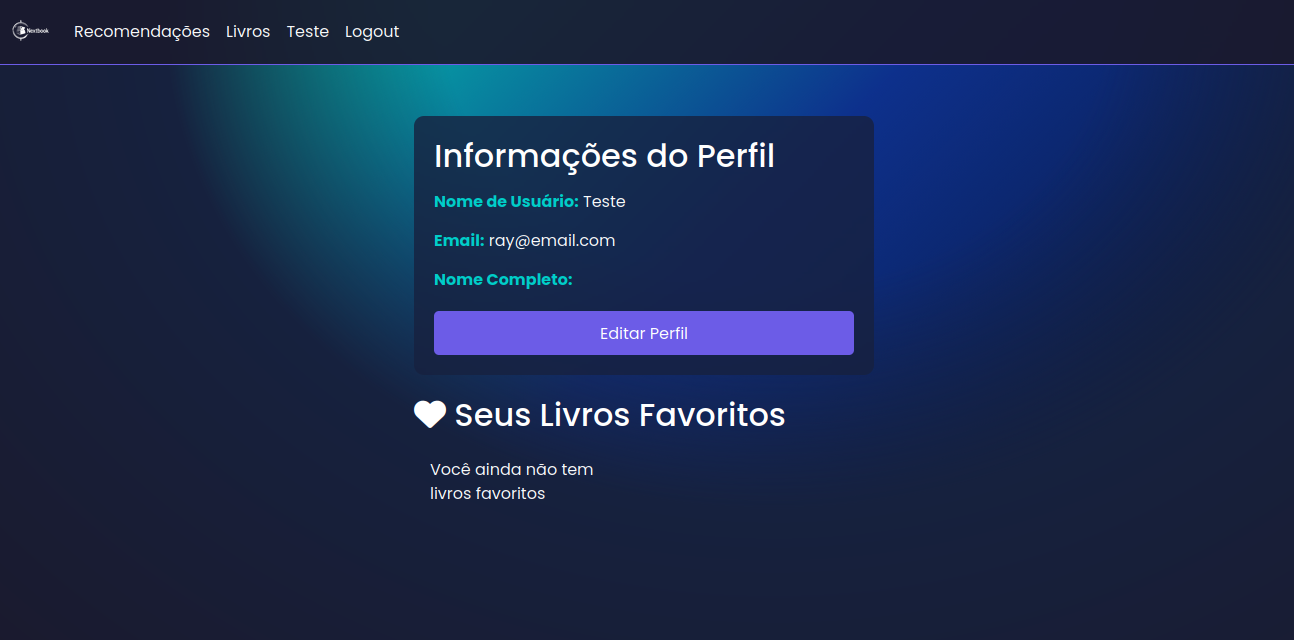 Nextbook
Recomendações Livros Teste Logout
Informações do Perfil
Nome de Usuário: Teste
Email: ray@email.com
Nome Completo:
Editar Perfil
Seus Livros Favoritos
Você ainda não tem
livros favoritos